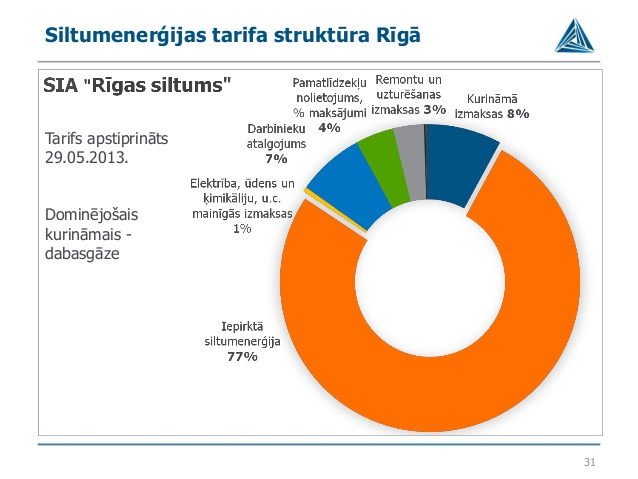 Siltumenerģijas tarifa struktūra Rīgā
SIA "Rīgas siltums"
Tarifs apstiprināts
29.05.2013.
Dominējošais
kurināmais -
dabasgāze
Pamatlīdzekļu
nolietojums,
% maksājumi
4%
Remontu un
uzturēšanas
izmaksas 3%
Kurināmā
izmaksas 8%
Darbinieku
atalgojums
7%
Elektrība, ūdens un
ķimikāliju, u.c.
mainīgās izmaksas
1%
Iepirktā
siltumenerģija
77%
31